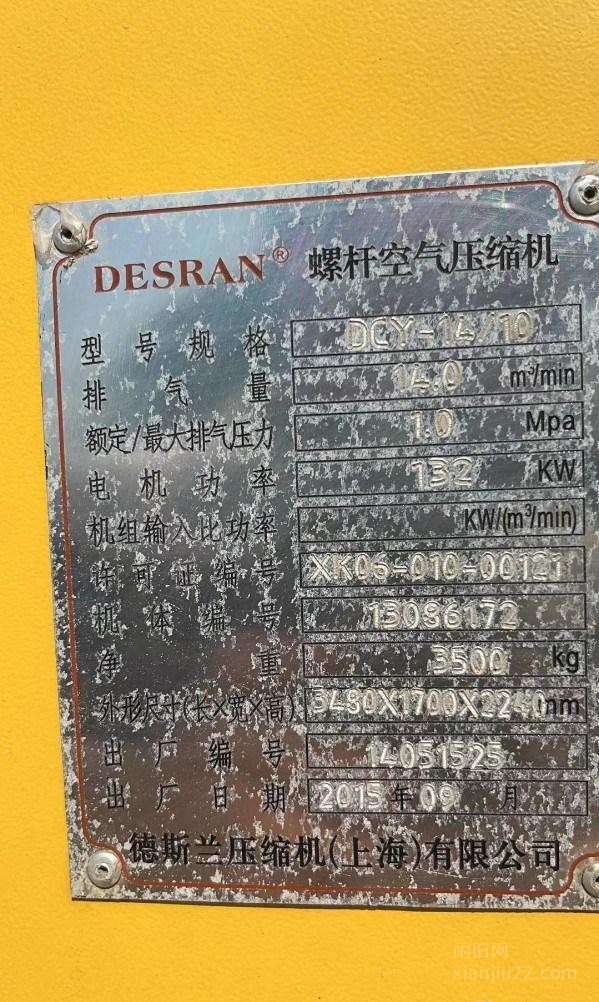 DESRAN® 螺杆空气压缩机
型号规格 DCY-14/10
排气量 14.0 m³/min
额定/最大排气压力 1.0 Mpa
电机功率 132 KW
机组输入比功率 KW/(m³/min)
许可证编号 XK06-010-00121
机体编号 13086172
净重 3500 kg
外形尺寸(长×宽×高) 3480X1700X2240mm
出厂编号 14051525
出厂日期 2015年09月
德斯兰压缩机(上海)有限公司
闲旧网
xianjiu22.com